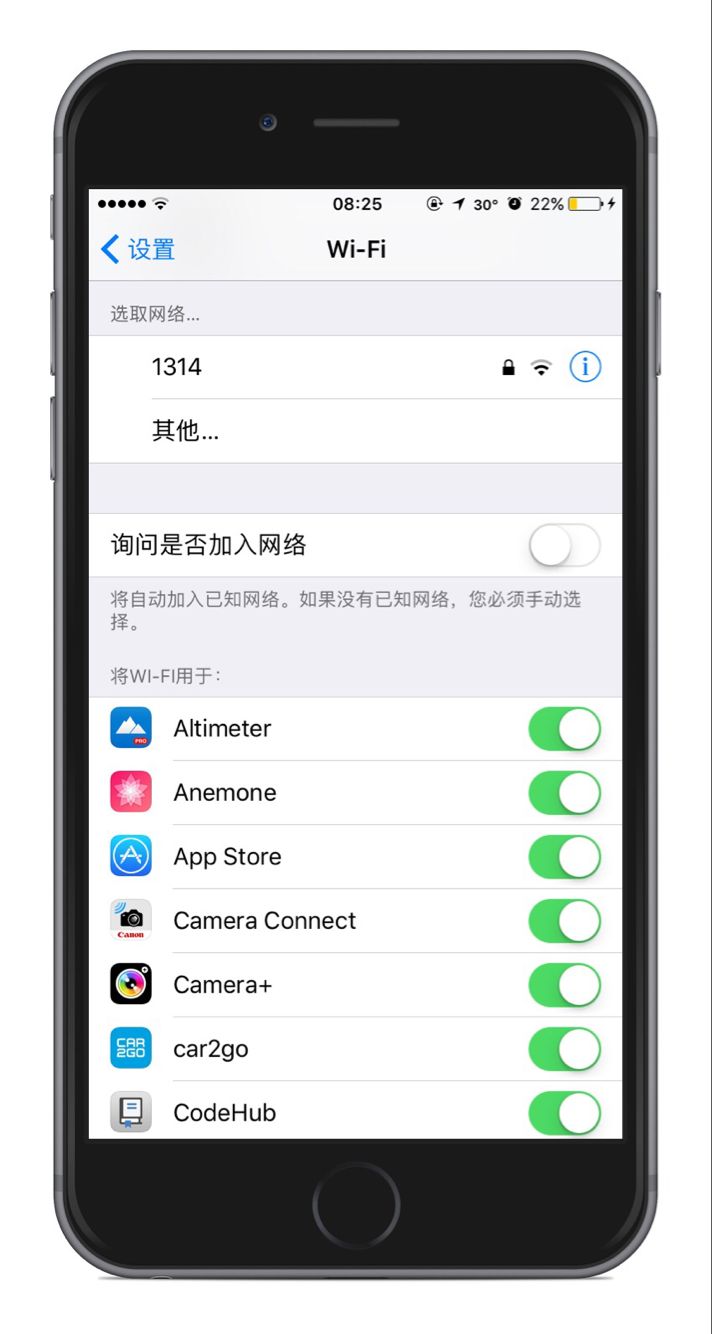 08:25 30° 22%
设置 Wi-Fi
选取网络...
1314
其他...
询问是否加入网络
将自动加入已知网络。如果没有已知网络，您必须手动选
择。
将WI-FI用于：
PRO Altimeter
Anemone
App Store
Canon Camera Connect
Camera+
CAR2GO car2go
CodeHub